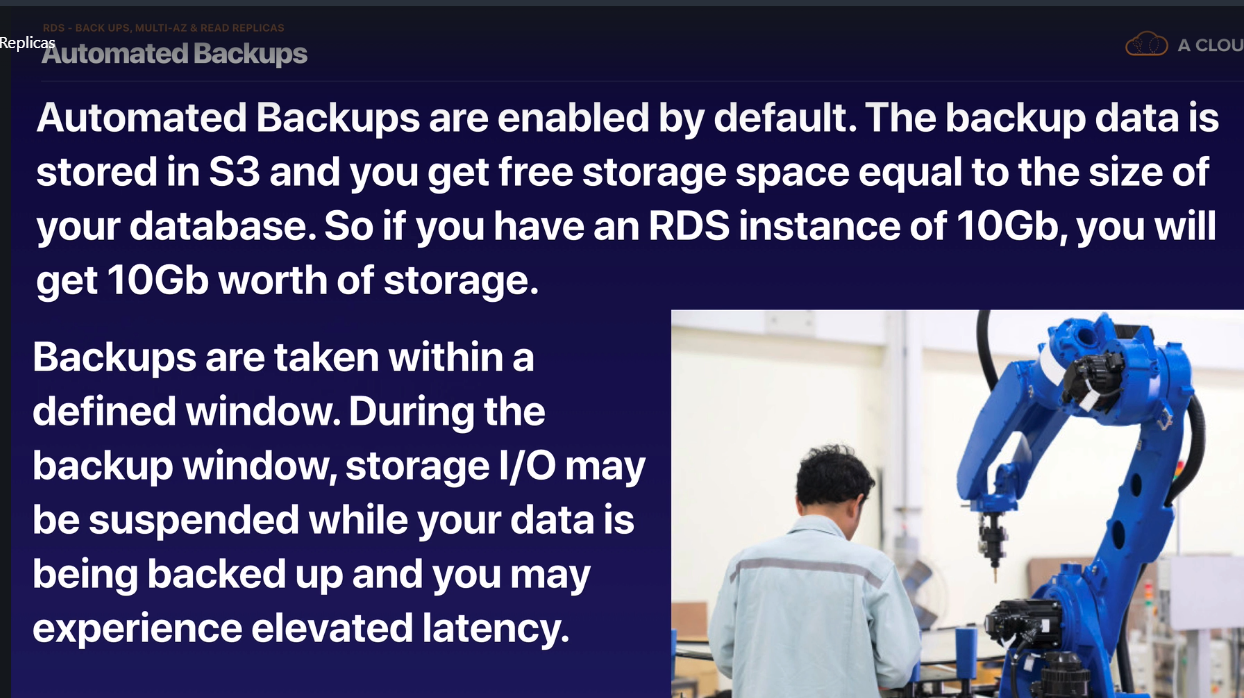 RDS - BACK UPS, MULTI-AZ & READ REPLICAS
Replicas
Automated Backups
A CLOU
Automated Backups are enabled by default. The backup data is
stored in S3 and you get free storage space equal to the size of
your database. So if you have an RDS instance of 10Gb, you will
get 10Gb worth of storage.
Backups are taken within a
defined window. During the
backup window, storage I/O may
be suspended while your data is
being backed up and you may
experience elevated latency.